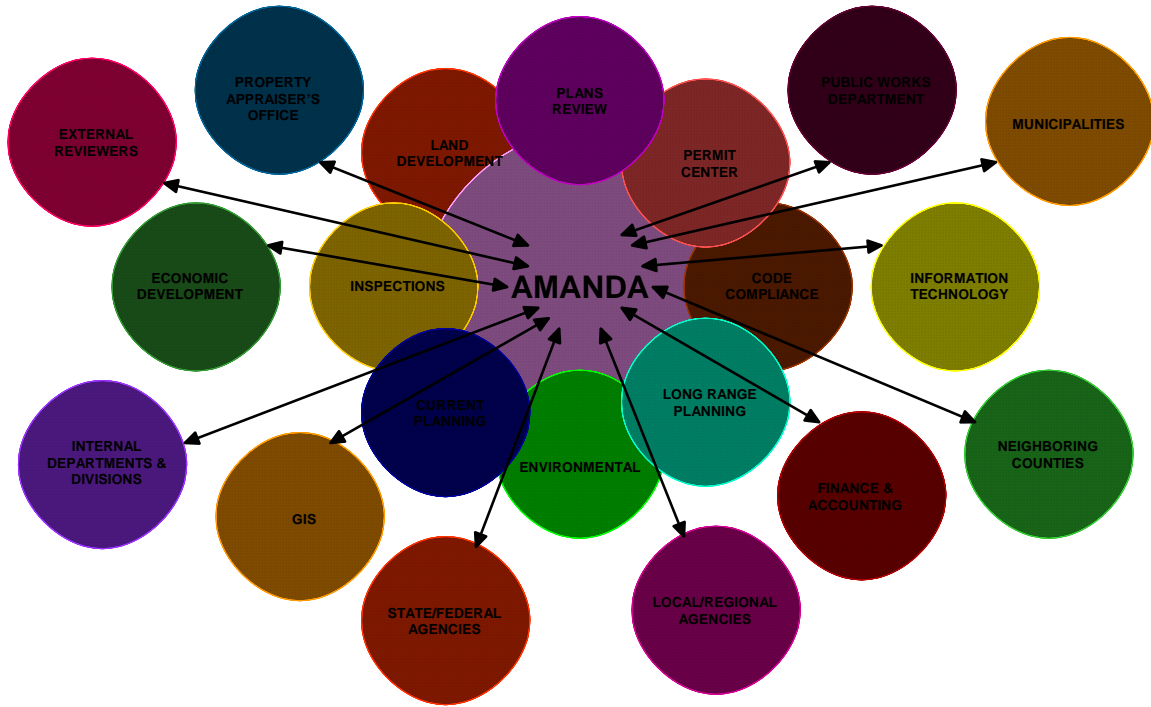 PROPERTY
APPRAISER'S
OFFICE
PLANS
REVIEW
PUBLIC WORKS
DEPARTMENT
EXTERNAL
REVIEWERS
LAND
DEVELOPMENT
PERMIT
CENTER
MUNICIPALITIES
ECONOMIC
DEVELOPMENT
INSPECTIONS
AMANDA
CODE
COMPLIANCE
INFORMATION
TECHNOLOGY
CURRENT
PLANNING
LONG RANGE
PLANNING
INTERNAL
DEPARTMENTS &
DIVISIONS
ENVIRONMENTAL
NEIGHBORING
COUNTIES
GIS
FINANCE &
ACCOUNTING
STATE/FEDERAL
AGENCIES
LOCAL/REGIONAL
AGENCIES